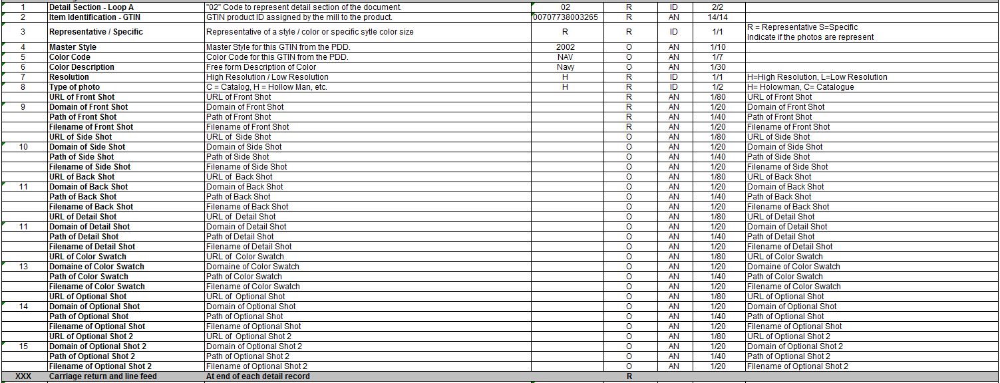 1 Detail Section - Loop A "02" Code to represent detail section of the document. 02 R ID 2/2
2 Item Identification - GTIN GTIN product ID assigned by the mill to the product. 00707738003265 R AN 14/14
3 Representative / Specific Representative of a style / color or specific sytle color size R R ID 1/1 R = Representative S=Specific
Indicate if the photos are represent
4 Master Style Master Style for this GTIN from the PDD. 2002 O AN 1/10
5 Color Code Color Code for this GTIN from the PDD. NAV O AN 1/7
6 Color Description Free form Description of Color Navy O AN 1/30
7 Resolution High Resolution / Low Resolution H R ID 1/1 H=High Resolution, L=Low Resolution
8 Type of photo C = Catalog, H = Hollow Man, etc. H R ID 1/2 H= Holowman, C= Catalogue
URL of Front Shot URL of Front Shot R AN 1/80 URL of Front Shot
9 Domain of Front Shot Domain of Front Shot R AN 1/20 Domain of Front Shot
Path of Front Shot Path of Front Shot R AN 1/40 Path of Front Shot
Filename of Front Shot Filename of Front Shot R AN 1/20 Filename of Front Shot
URL of Side Shot URL of Side Shot O AN 1/80 URL of Side Shot
10 Domain of Side Shot Domain of Side Shot O AN 1/20 Domain of Side Shot
Path of Side Shot Path of Side Shot O AN 1/40 Path of Side Shot
Filename of Side Shot Filename of Side Shot O AN 1/20 Filename of Side Shot
URL of Back Shot URL of Back Shot O AN 1/80 URL of Back Shot
11 Domain of Back Shot Domain of Back Shot O AN 1/20 Domain of Back Shot
Path of Back Shot Path of Back Shot O AN 1/40 Path of Back Shot
Filename of Back Shot Filename of Back Shot O AN 1/20 Filename of Back Shot
URL of Detail Shot URL of Detail Shot O AN 1/80 URL of Detail Shot
11 Domain of Detail Shot Domain of Detail Shot O AN 1/20 Domain of Detail Shot
Path of Detail Shot Path of Detail Shot O AN 1/40 Path of Detail Shot
Filename of Detail Shot Filename of Detail Shot O AN 1/20 Filename of Detail Shot
URL of Color Swatch URL of Color Swatch O AN 1/80 URL of Color Swatch
13 Domaine of Color Swatch Domaine of Color Swatch O AN 1/20 Domaine of Color Swatch
Path of Color Swatch Path of Color Swatch O AN 1/40 Path of Color Swatch
Filename of Color Swatch Filename of Color Swatch O AN 1/20 Filename of Color Swatch
URL of Optional Shot URL of Optional Shot O AN 1/80 URL of Optional Shot
14 Domain of Optional Shot Domain of Optional Shot O AN 1/20 Domain of Optional Shot
Path of Optional Shot Path of Optional Shot O AN 1/40 Path of Optional Shot
Filename of Optional Shot Filename of Optional Shot O AN 1/20 Filename of Optional Shot
URL of Optional Shot 2 URL of Optional Shot 2 O AN 1/80 URL of Optional Shot 2
15 Domain of Optional Shot 2 Domain of Optional Shot 2 O AN 1/20 Domain of Optional Shot 2
Path of Optional Shot 2 Path of Optional Shot 2 O AN 1/40 Path of Optional Shot 2
Filename of Optional Shot 2 Filename of Optional Shot 2 O AN 1/20 Filename of Optional Shot 2
XXX Carriage return and line feed At end of each detail record R